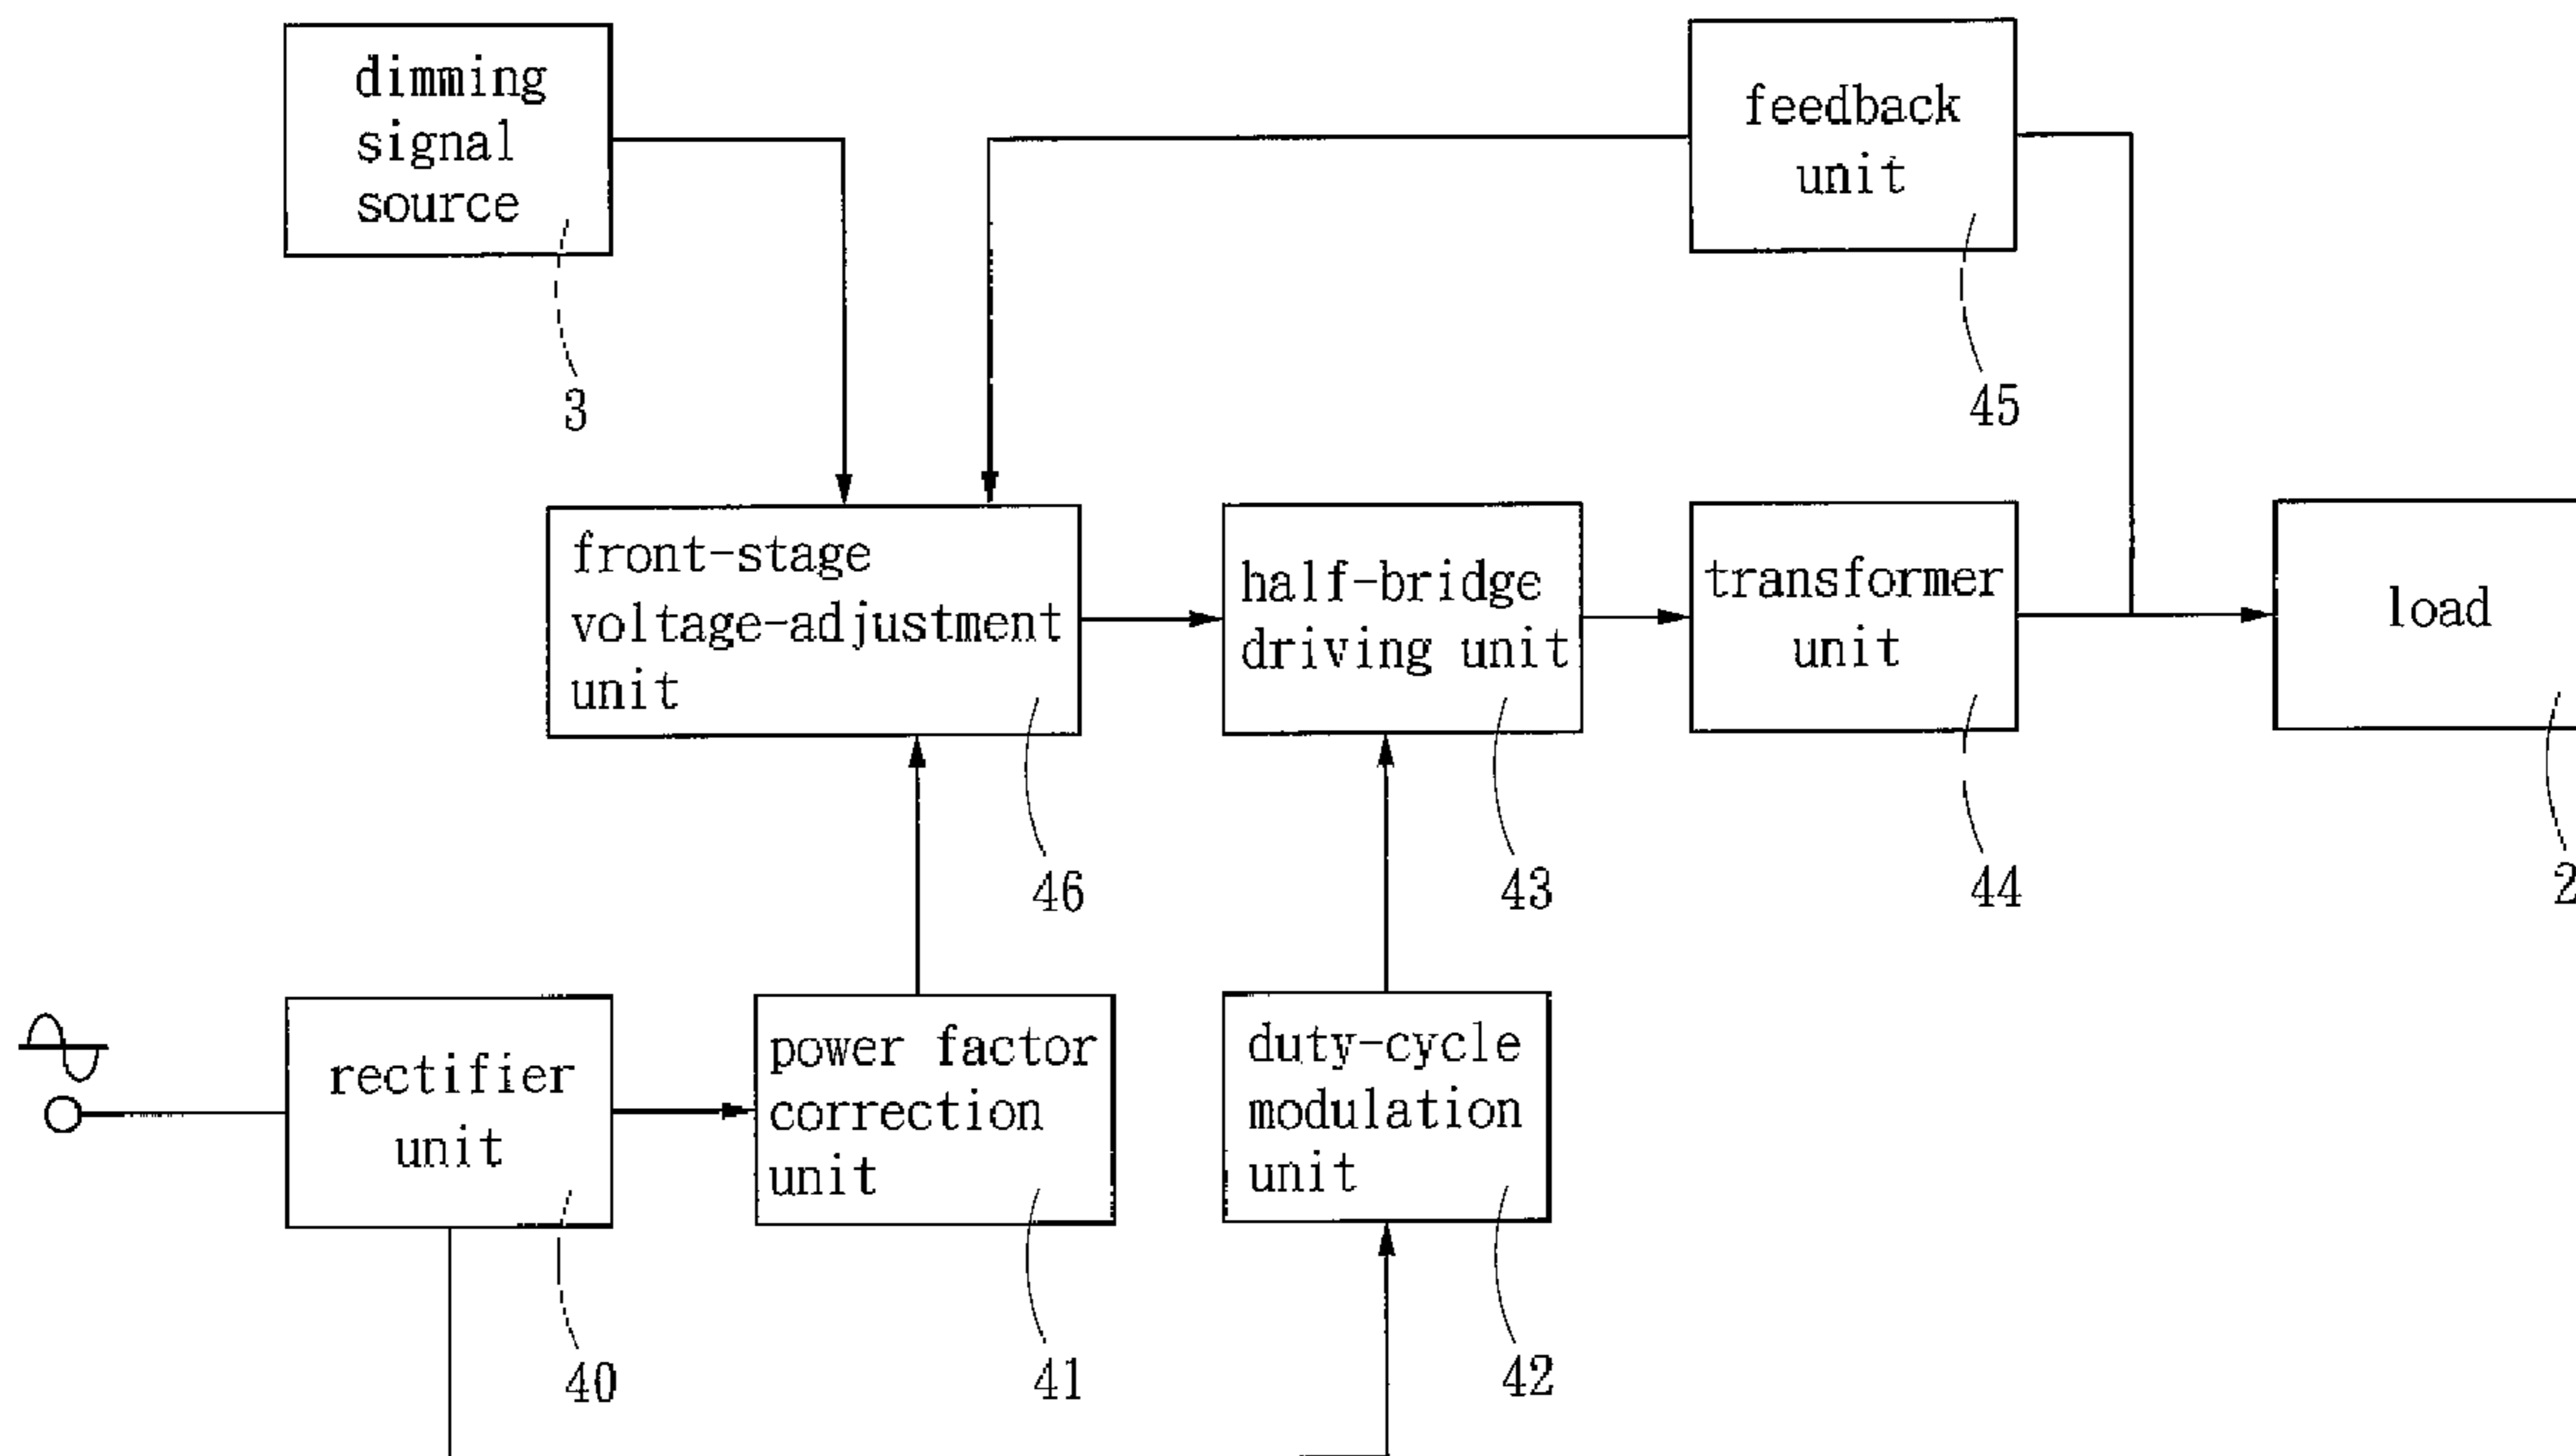 dimming
signal
source
3
feedback
unit
45
front-stage
voltage-adjustment
unit
46
half-bridge
driving unit
43
transformer
unit
44
load
2
rectifier
unit
40
power factor
correction
unit
41
duty-cycle
modulation
unit
42